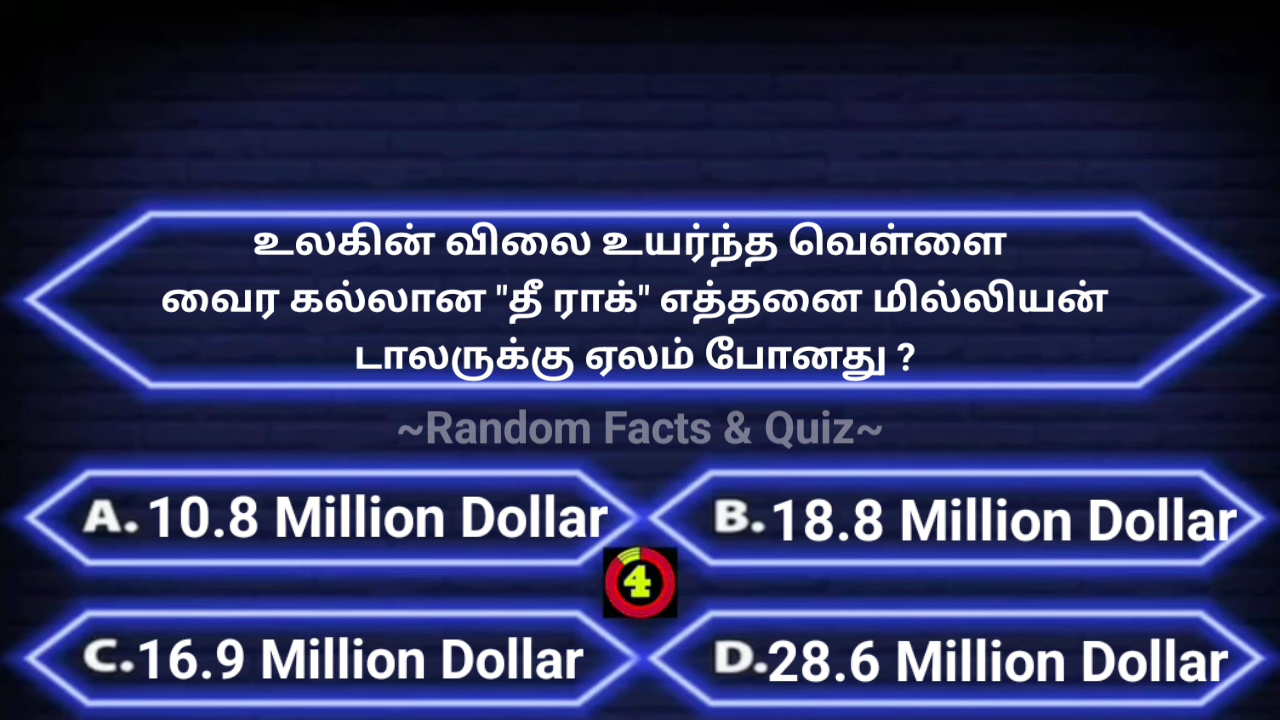 உலகின் விலை உயர்ந்த வெள்ளை
வைர கல்லான "தீ ராக்" எத்தனை மில்லியன்
டாலருக்கு ஏலம் போனது ?
~Random Facts & Quiz~
A. 10.8 Million Dollar
B. 18.8 Million Dollar
4
C. 16.9 Million Dollar
D. 28.6 Million Dollar